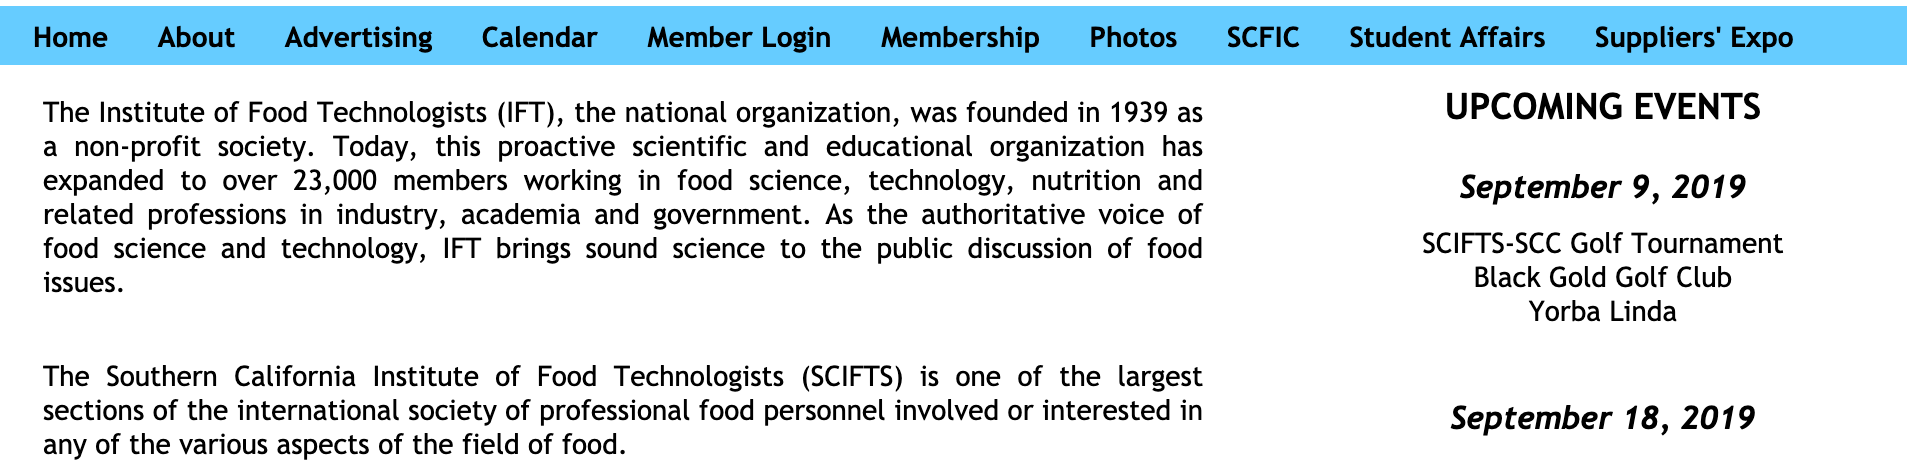 Home About Advertising Calendar Member Login Membership Photos SCFIC Student Affairs Suppliers' Expo
The Institute of Food Technologists (IFT), the national organization, was founded in 1939 as
a non-profit society. Today, this proactive scientific and educational organization has
expanded to over 23,000 members working in food science, technology, nutrition and
related professions in industry, academia and government. As the authoritative voice of
food science and technology, IFT brings sound science to the public discussion of food
issues.
The Southern California Institute of Food Technologists (SCIFTS) is one of the largest
sections of the international society of professional food personnel involved or interested in
any of the various aspects of the field of food.
UPCOMING EVENTS
September 9, 2019
SCIFTS-SCC Golf Tournament
Black Gold Golf Club
Yorba Linda
September 18, 2019